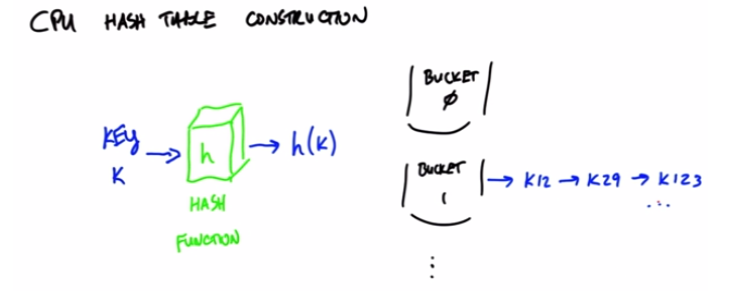 CPU HASH TABLE CONSTRUCTION
KEY
K
h
h(K)
HASH
FUNCTION
BUCKET
Ø
BUCKET
1
K12 → K29 → K123
...